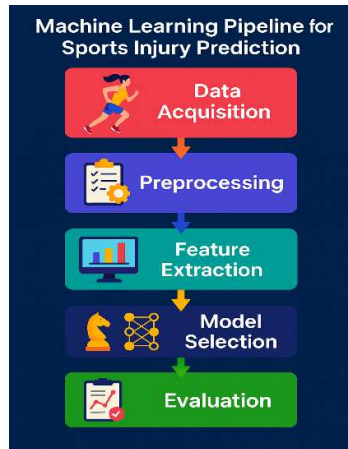 Machine Learning Pipeline for
Sports Injury Prediction
Data
Acquisition
Preprocessing
Feature
Extraction
Model
Selection
Evaluation